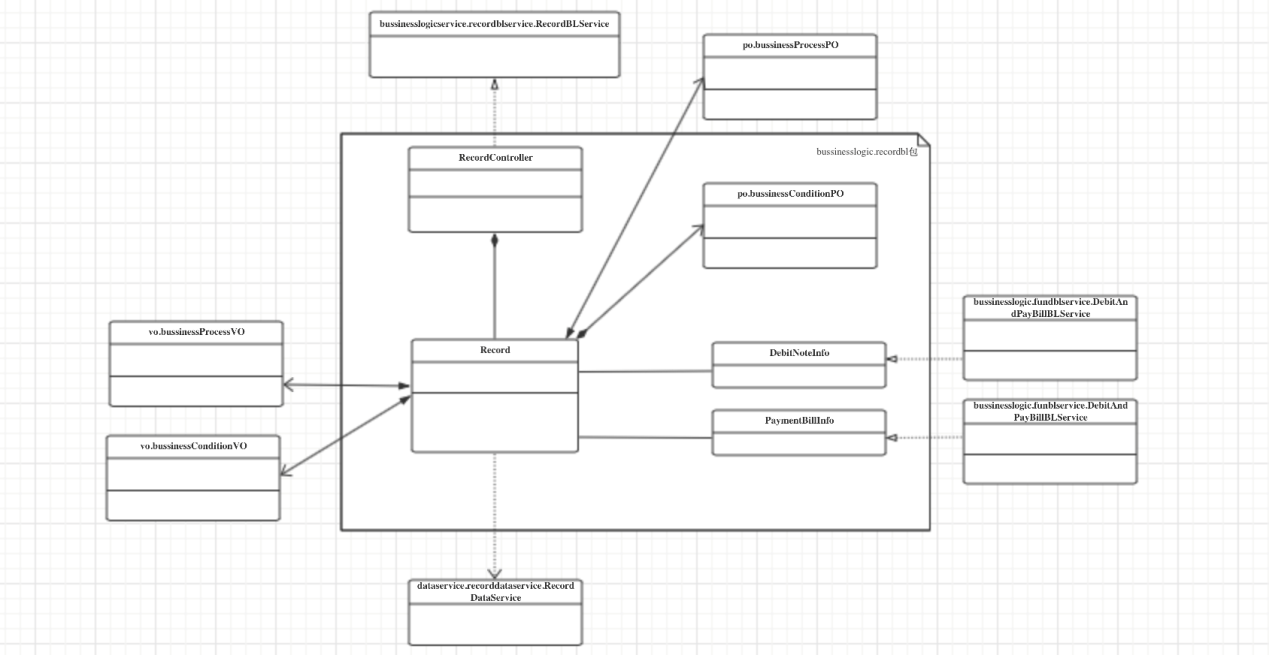 bussinesslogicservice.recordblservice.RecordBLService
po.bussinessProcessPO
bussinesslogic.recordbl包
RecordController
po.bussinessConditionPO
bussinesslogic.fundblservice.DebitAn
dPayBillBLService
vo.bussinessProcessVO
Record
DebitNoteInfo
bussinesslogic.funblservice.DebitAnd
PayBillBLService
PaymentBillInfo
vo.bussinessConditionVO
dataservice.recorddataservice.Record
DataService